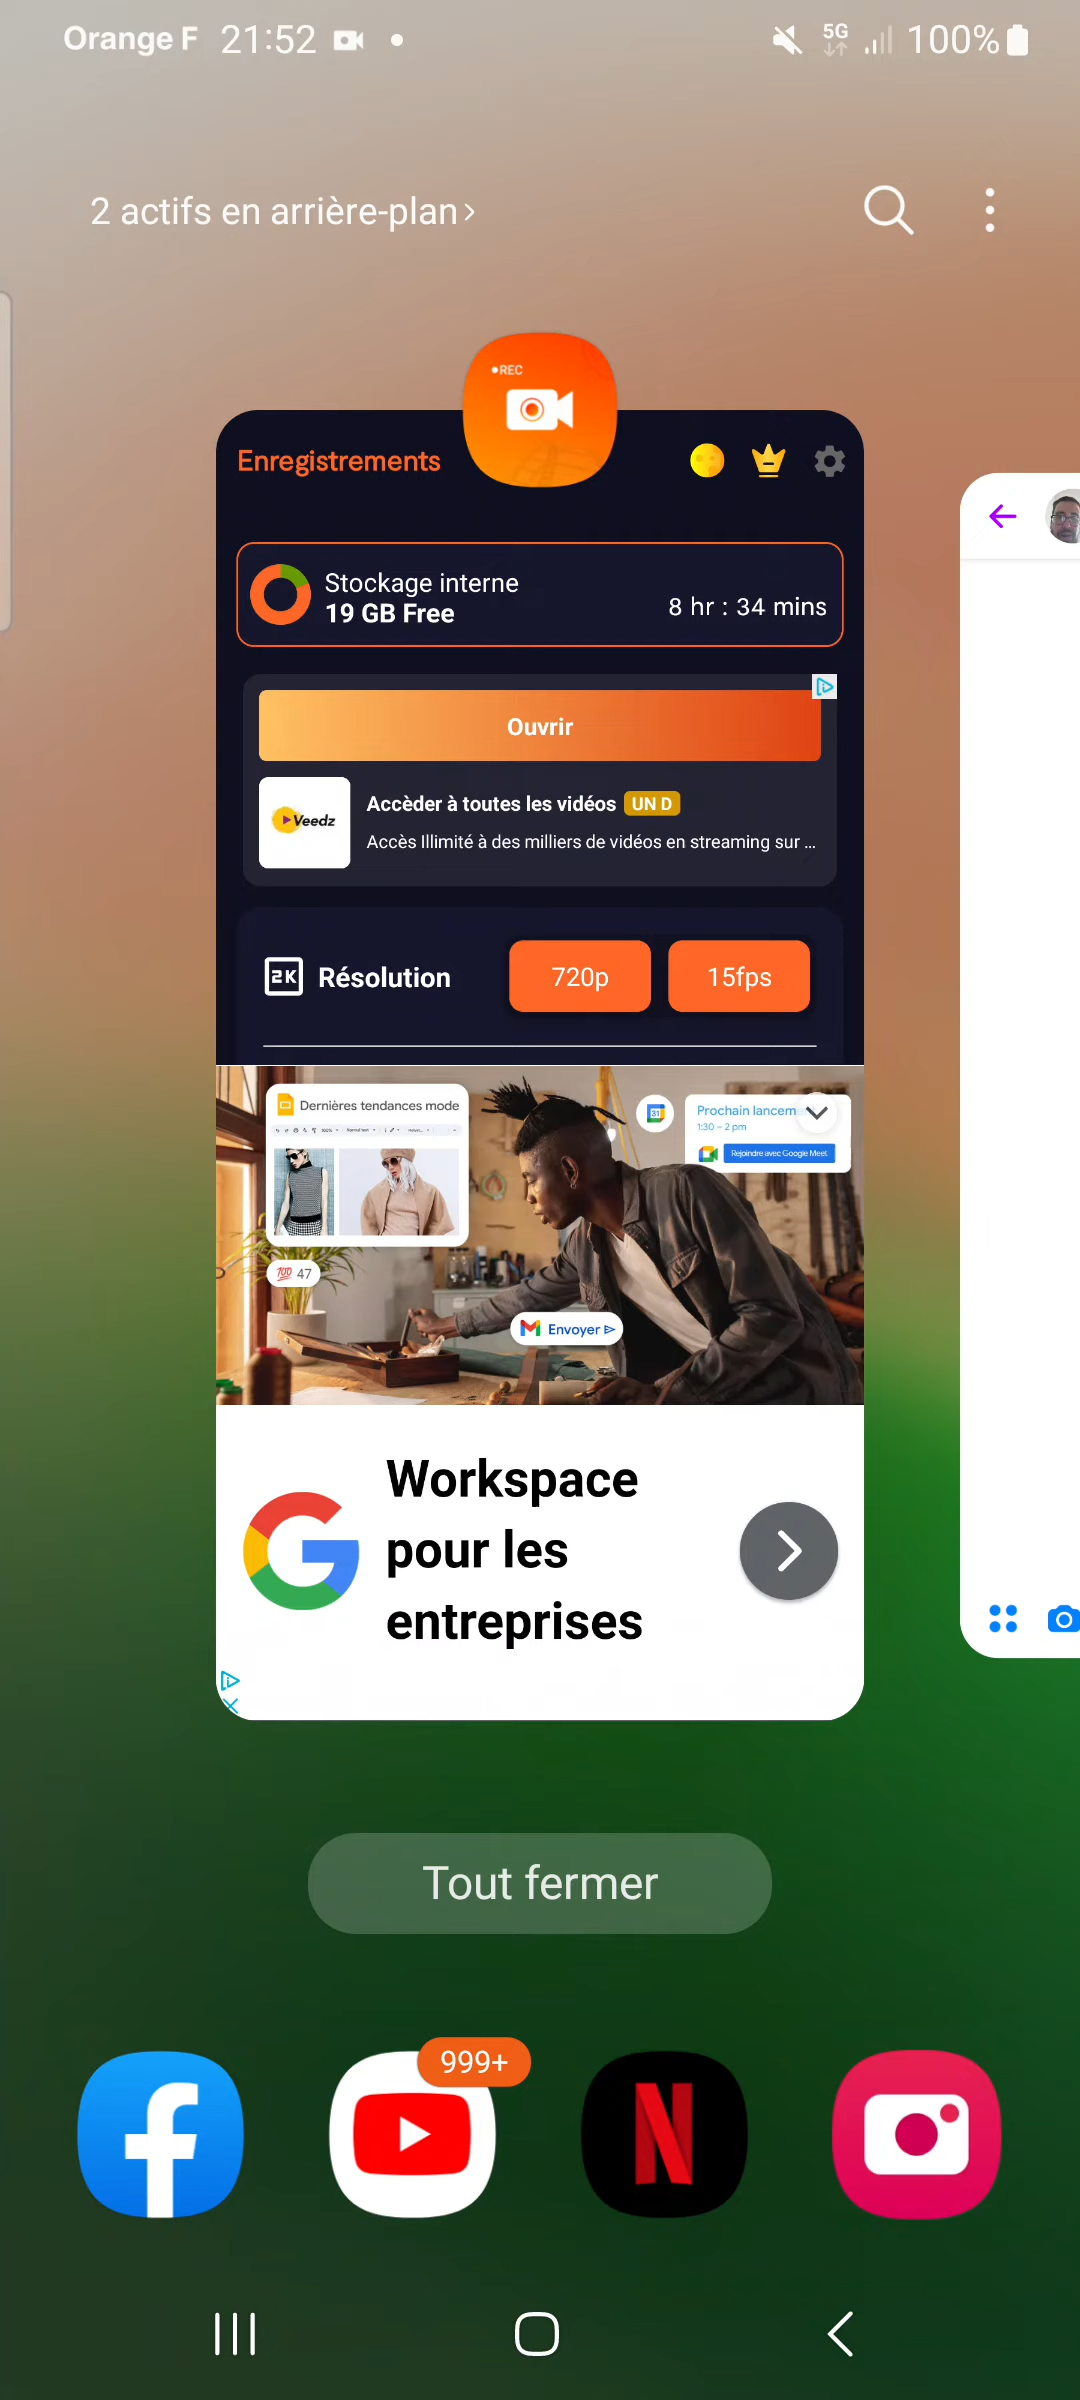 Orange F 21:52 5G 100%
2 actifs en arrière-plan
REC
Enregistrements
Stockage interne
19 GB Free
8 hr : 34 mins
Ouvrir
Veedz
Accèder à toutes les vidéos UN D
Accès Illimité à des milliers de vidéos en streaming sur ...
2K Résolution 720p 15fps
Dernières tendances mode
31
Prochain lancem
1:30 – 2 pm
Rejoindre avec Google Meet
100 47
Envoyer
Workspace
pour les
entreprises
Tout fermer
999+